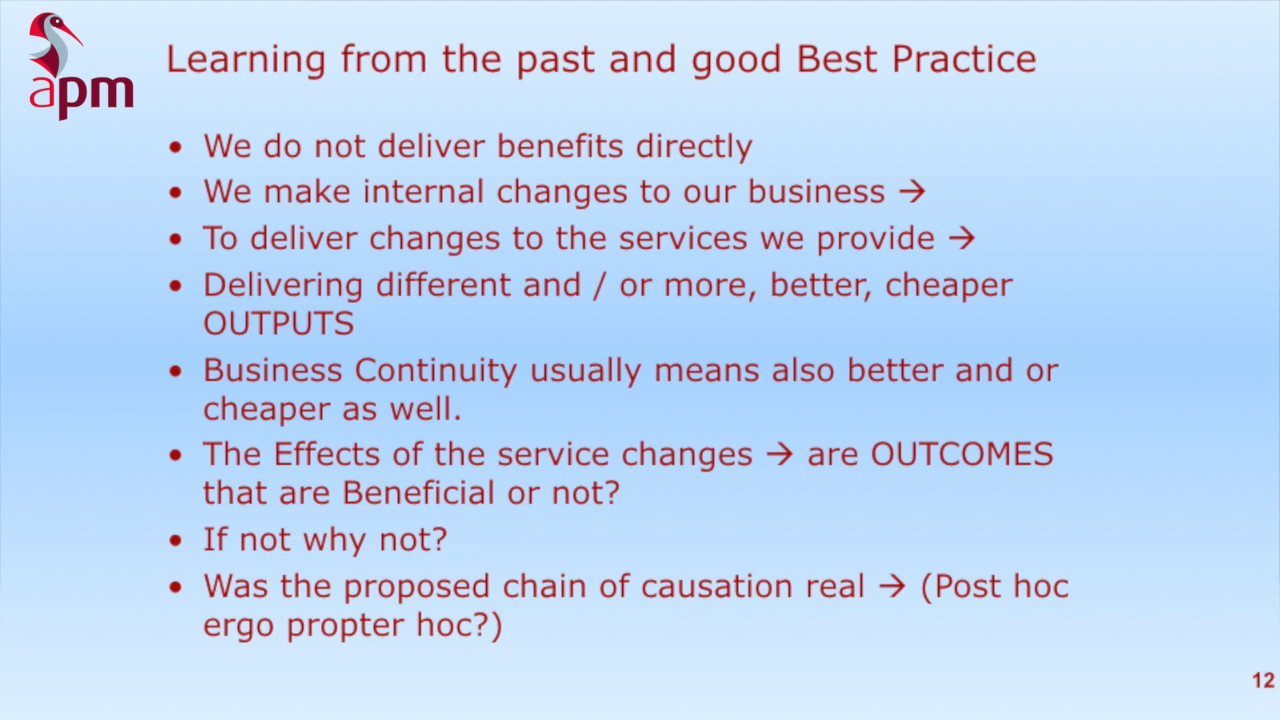 apm
Learning from the past and good Best Practice
• We do not deliver benefits directly
• We make internal changes to our business →
• To deliver changes to the services we provide →
• Delivering different and / or more, better, cheaper
OUTPUTS
• Business Continuity usually means also better and or
cheaper as well.
• The Effects of the service changes → are OUTCOMES
that are Beneficial or not?
• If not why not?
• Was the proposed chain of causation real → (Post hoc
ergo propter hoc?)
12